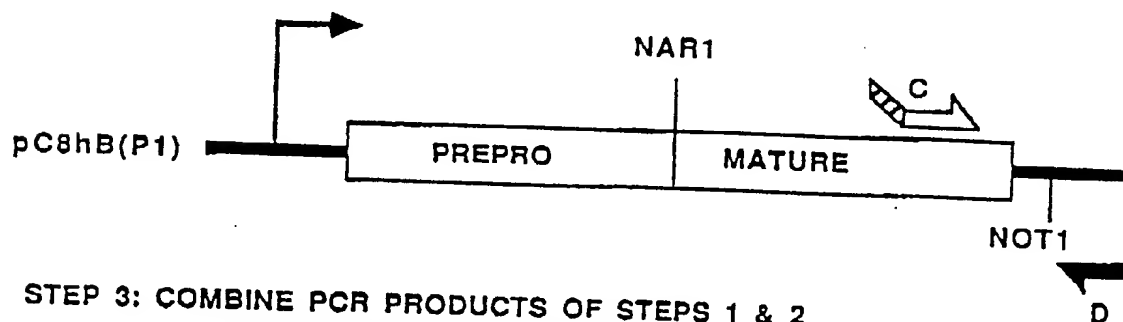 NAR1
C
pC8hB(P1)
PREPRO
MATURE
NOT1
D
STEP 3: COMBINE PCR PRODUCTS OF STEPS 1 & 2